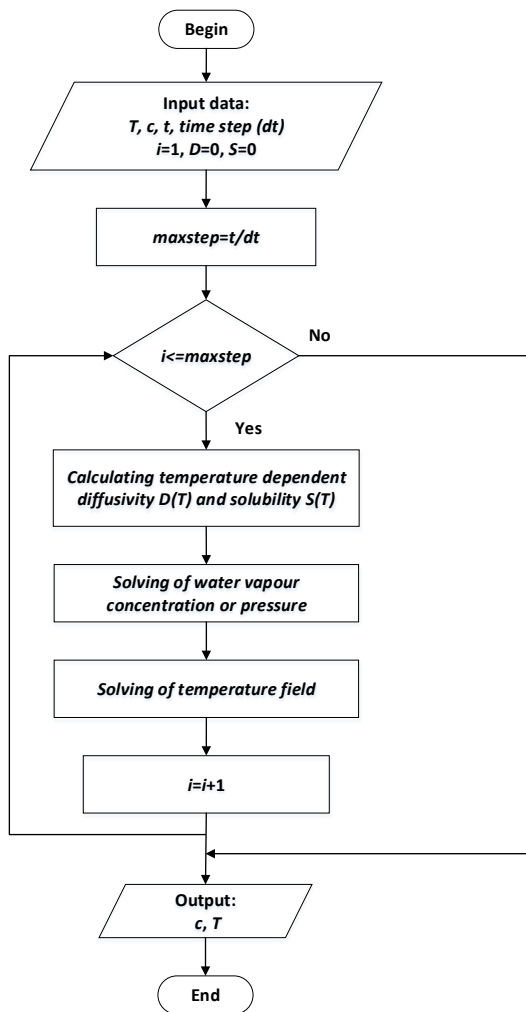 Begin
Input data:
T, c, t, time step (dt)
i=1, D=0, S=0
maxstep=t/dt
i<=maxstep
No
Yes
Calculating temperature dependent
diffusivity D(T) and solubility S(T)
Solving of water vapour
concentration or pressure
Solving of temperature field
i=i+1
Output:
c, T
End